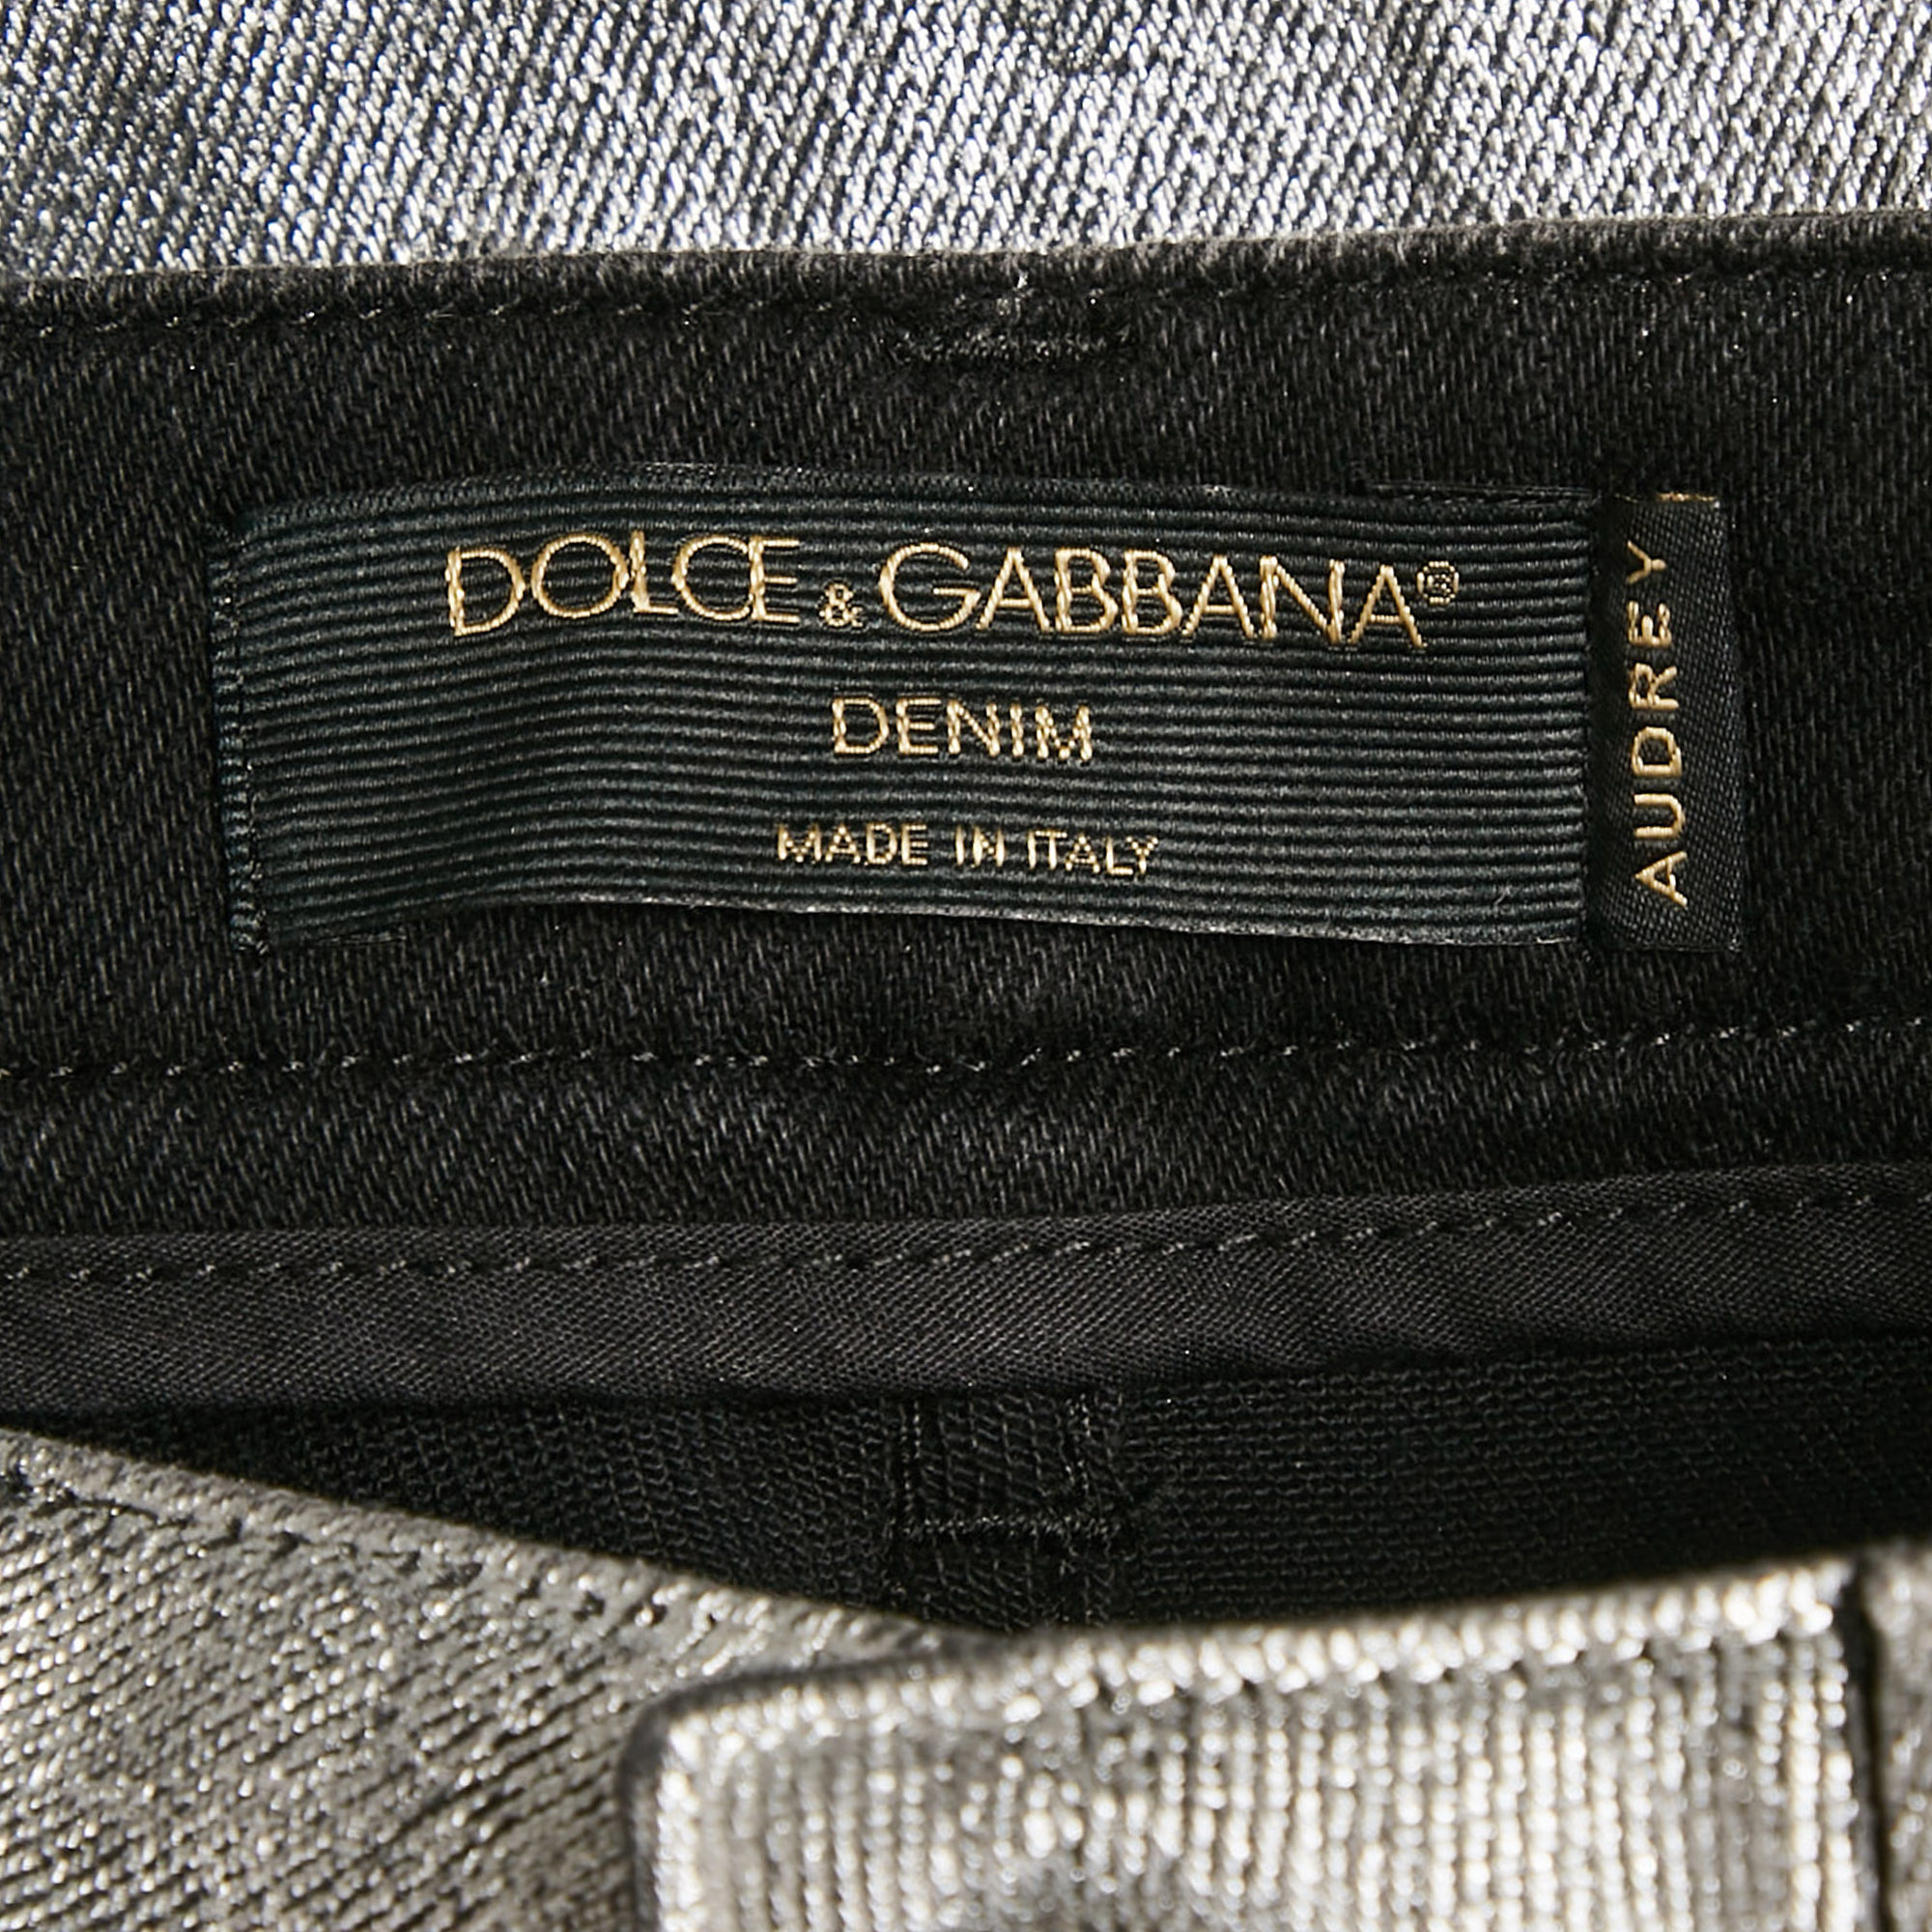 DOLCE & GABBANA®
DENIM
MADE IN ITALY
AUDREY